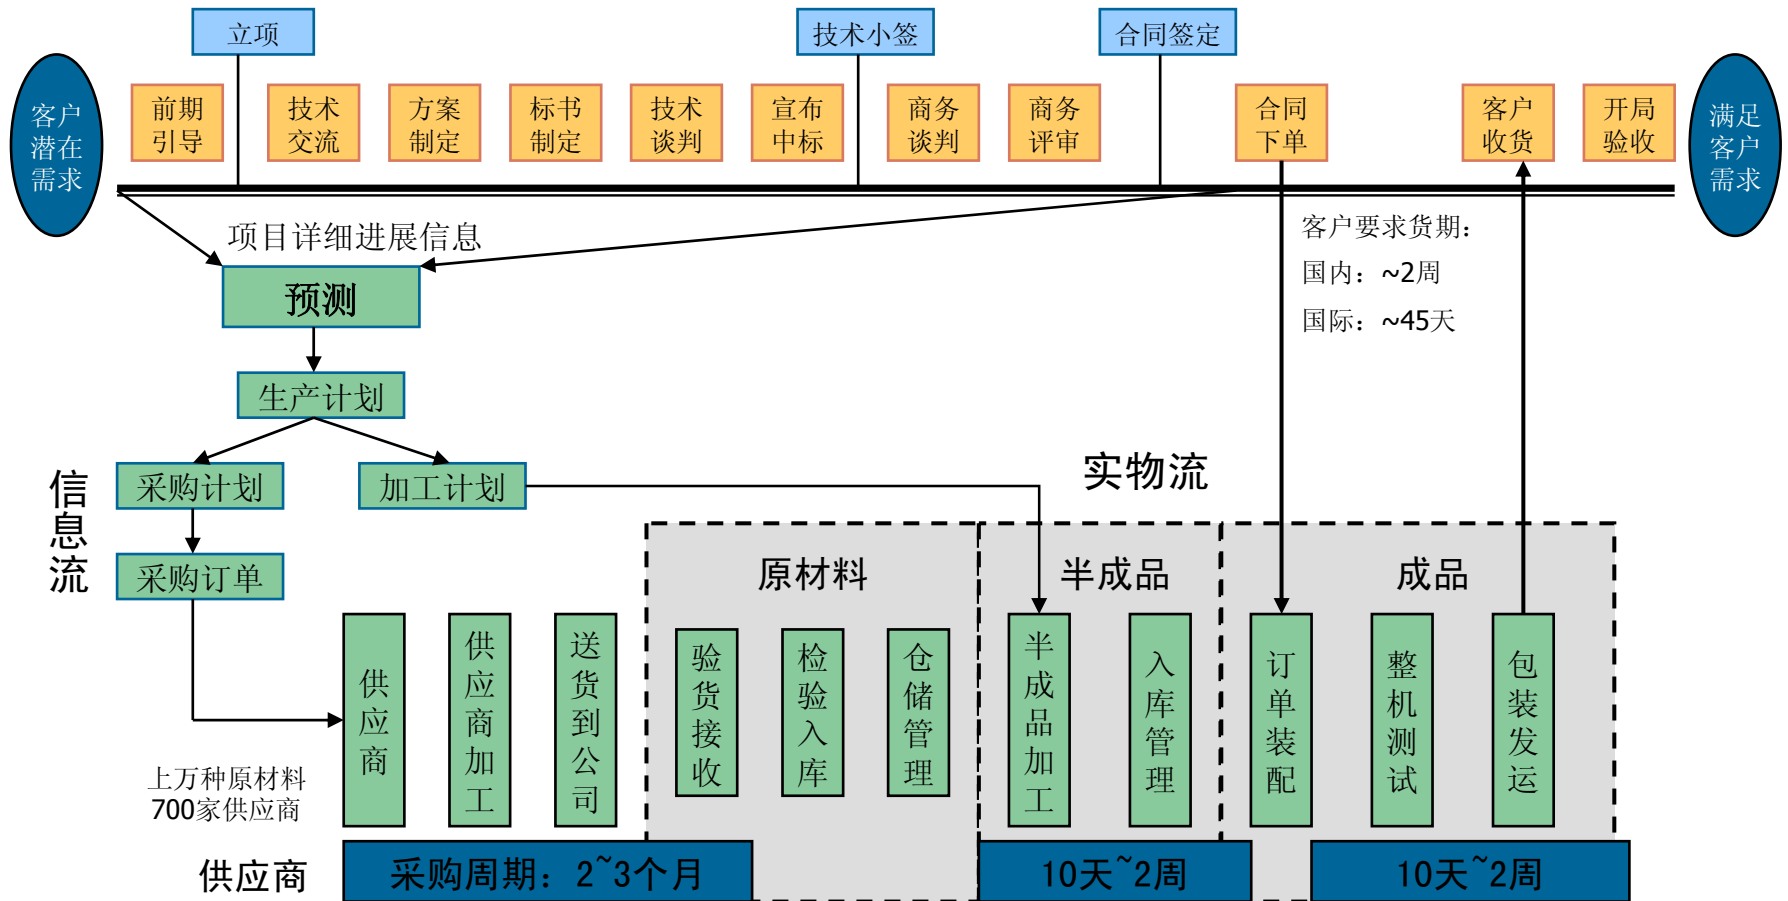 立项
技术小签
合同签定
客户
潜在
需求
前期
引导
技术
交流
方案
制定
标书
制定
技术
谈判
宣布
中标
商务
谈判
商务
评审
合同
下单
客户
收货
开局
验收
满足
客户
需求
项目详细进展信息
客户要求货期：
国内：~2周
国际：~45天
预测
生产计划
采购计划
加工计划
采购订单
信息流
实物流
原材料
半成品
成品
供应商
供应商加工
送货到公司
验货接收
检验入库
仓储管理
半成品加工
入库管理
订单装配
整机测试
包装发运
上万种原材料
700家供应商
供应商
采购周期：2~3个月
10天~2周
10天~2周